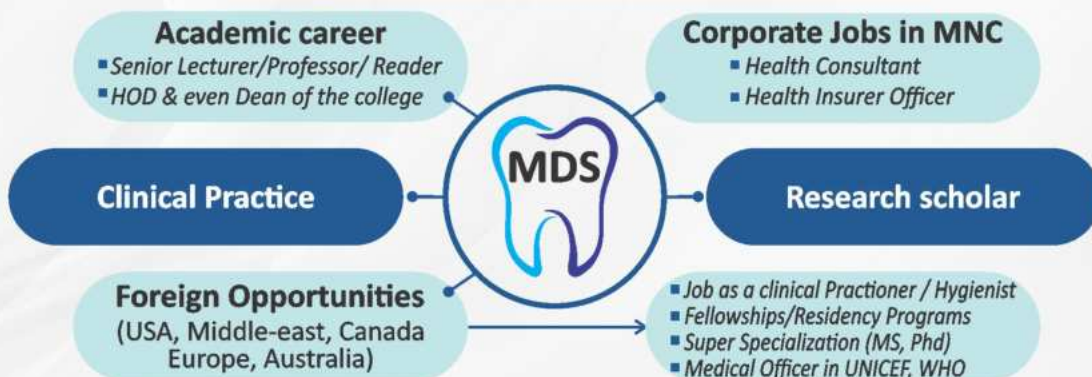 Academic career
▪ Senior Lecturer/Professor/ Reader
▪ HOD & even Dean of the college
Corporate Jobs in MNC
▪ Health Consultant
▪ Health Insurer Officer
MDS
Clinical Practice
Research scholar
Foreign Opportunities
(USA, Middle-east, Canada
Europe, Australia)
▪ Job as a clinical Practioner / Hygienist
▪ Fellowships/Residency Programs
▪ Super Specialization (MS, Phd)
▪ Medical Officer in UNICEF, WHO